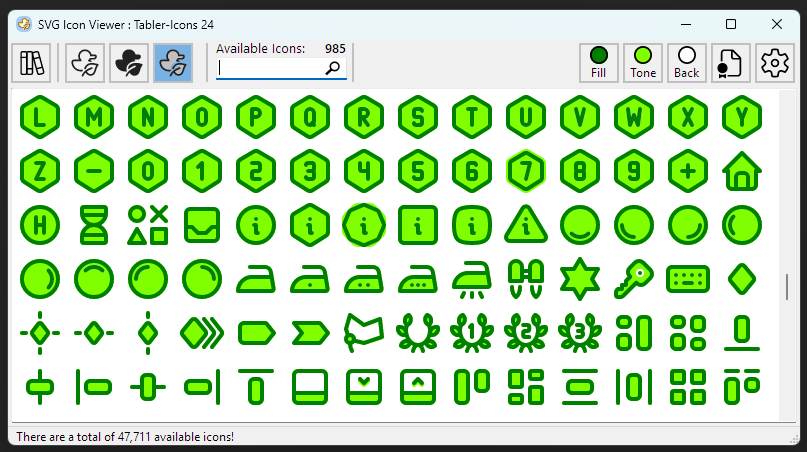 SVG Icon Viewer : Tabler-Icons 24
Available Icons: 985
Fill Tone Back
L M N O P Q R S T U V W X Y
Z - 0 1 2 3 4 5 6 7 8 9 +
H i i i i i i
1 2 3
There are a total of 47,711 available icons!